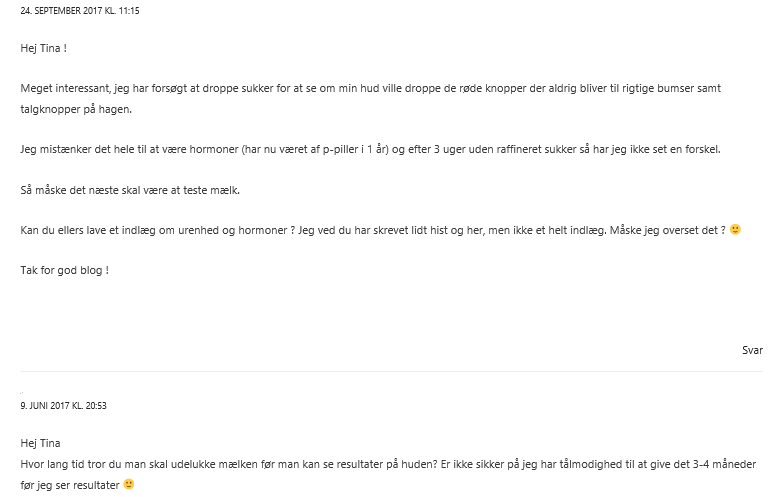 24. SEPTEMBER 2017 KL. 11:15
Hej Tina !
Meget interessant, jeg har forsøgt at droppe sukker for at se om min hud ville droppe de røde knopper der aldrig bliver til rigtige bumser samt
talgknopper på hagen.
Jeg mistænker det hele til at være hormoner (har nu været af p-piller i 1 år) og efter 3 uger uden raffineret sukker så har jeg ikke set en forskel.
Så måske det næste skal være at teste mælk.
Kan du ellers lave et indlæg om urenhed og hormoner ? Jeg ved du har skrevet lidt hist og her, men ikke et helt indlæg. Måske jeg overset det ? 🙂
Tak for god blog !
Svar
9. JUNI 2017 KL. 20:53
Hej Tina
Hvor lang tid tror du man skal udelukke mælken før man kan se resultater på huden? Er ikke sikker på jeg har tålmodighed til at give det 3-4 måneder
før jeg ser resultater 🙂